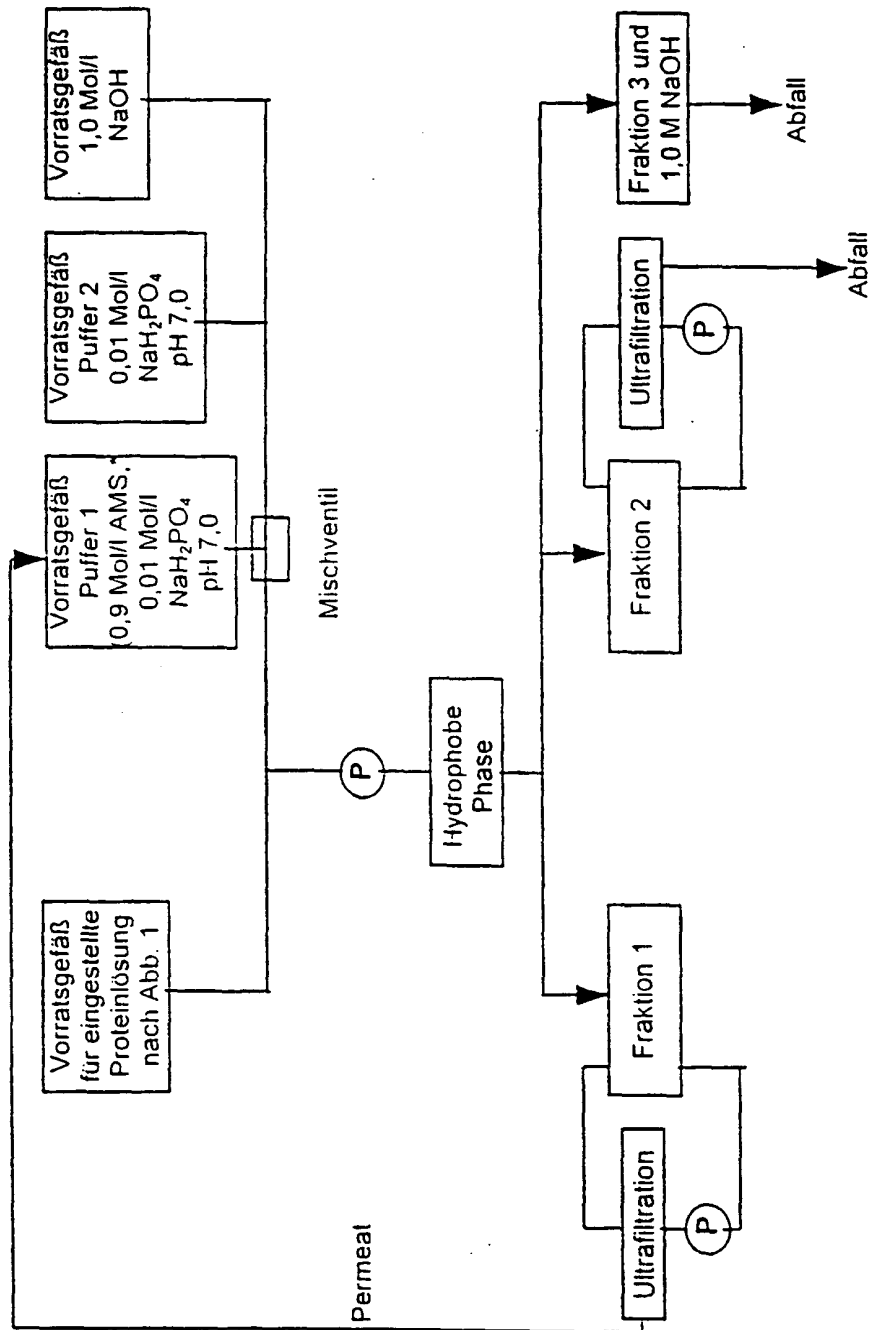 Vorratsgefäß
für eingestellte
Proteinlösung
nach Abb. 1
Vorratsgefäß
Puffer 1
(0,9 Mol/l AMS,
0,01 Mol/l
NaH₂PO₄
pH 7,0
Vorratsgefäß
Puffer 2
0,01 Mol/l
NaH₂PO₄
pH 7,0
Vorratsgefäß
1,0 Mol/l
NaOH
Mischventil
Permeat
P
Hydrophobe
Phase
Ultrafiltration
P
Fraktion 1
Fraktion 2
Ultrafiltration
P
Abfall
Fraktion 3 und
1,0 M NaOH
Abfall